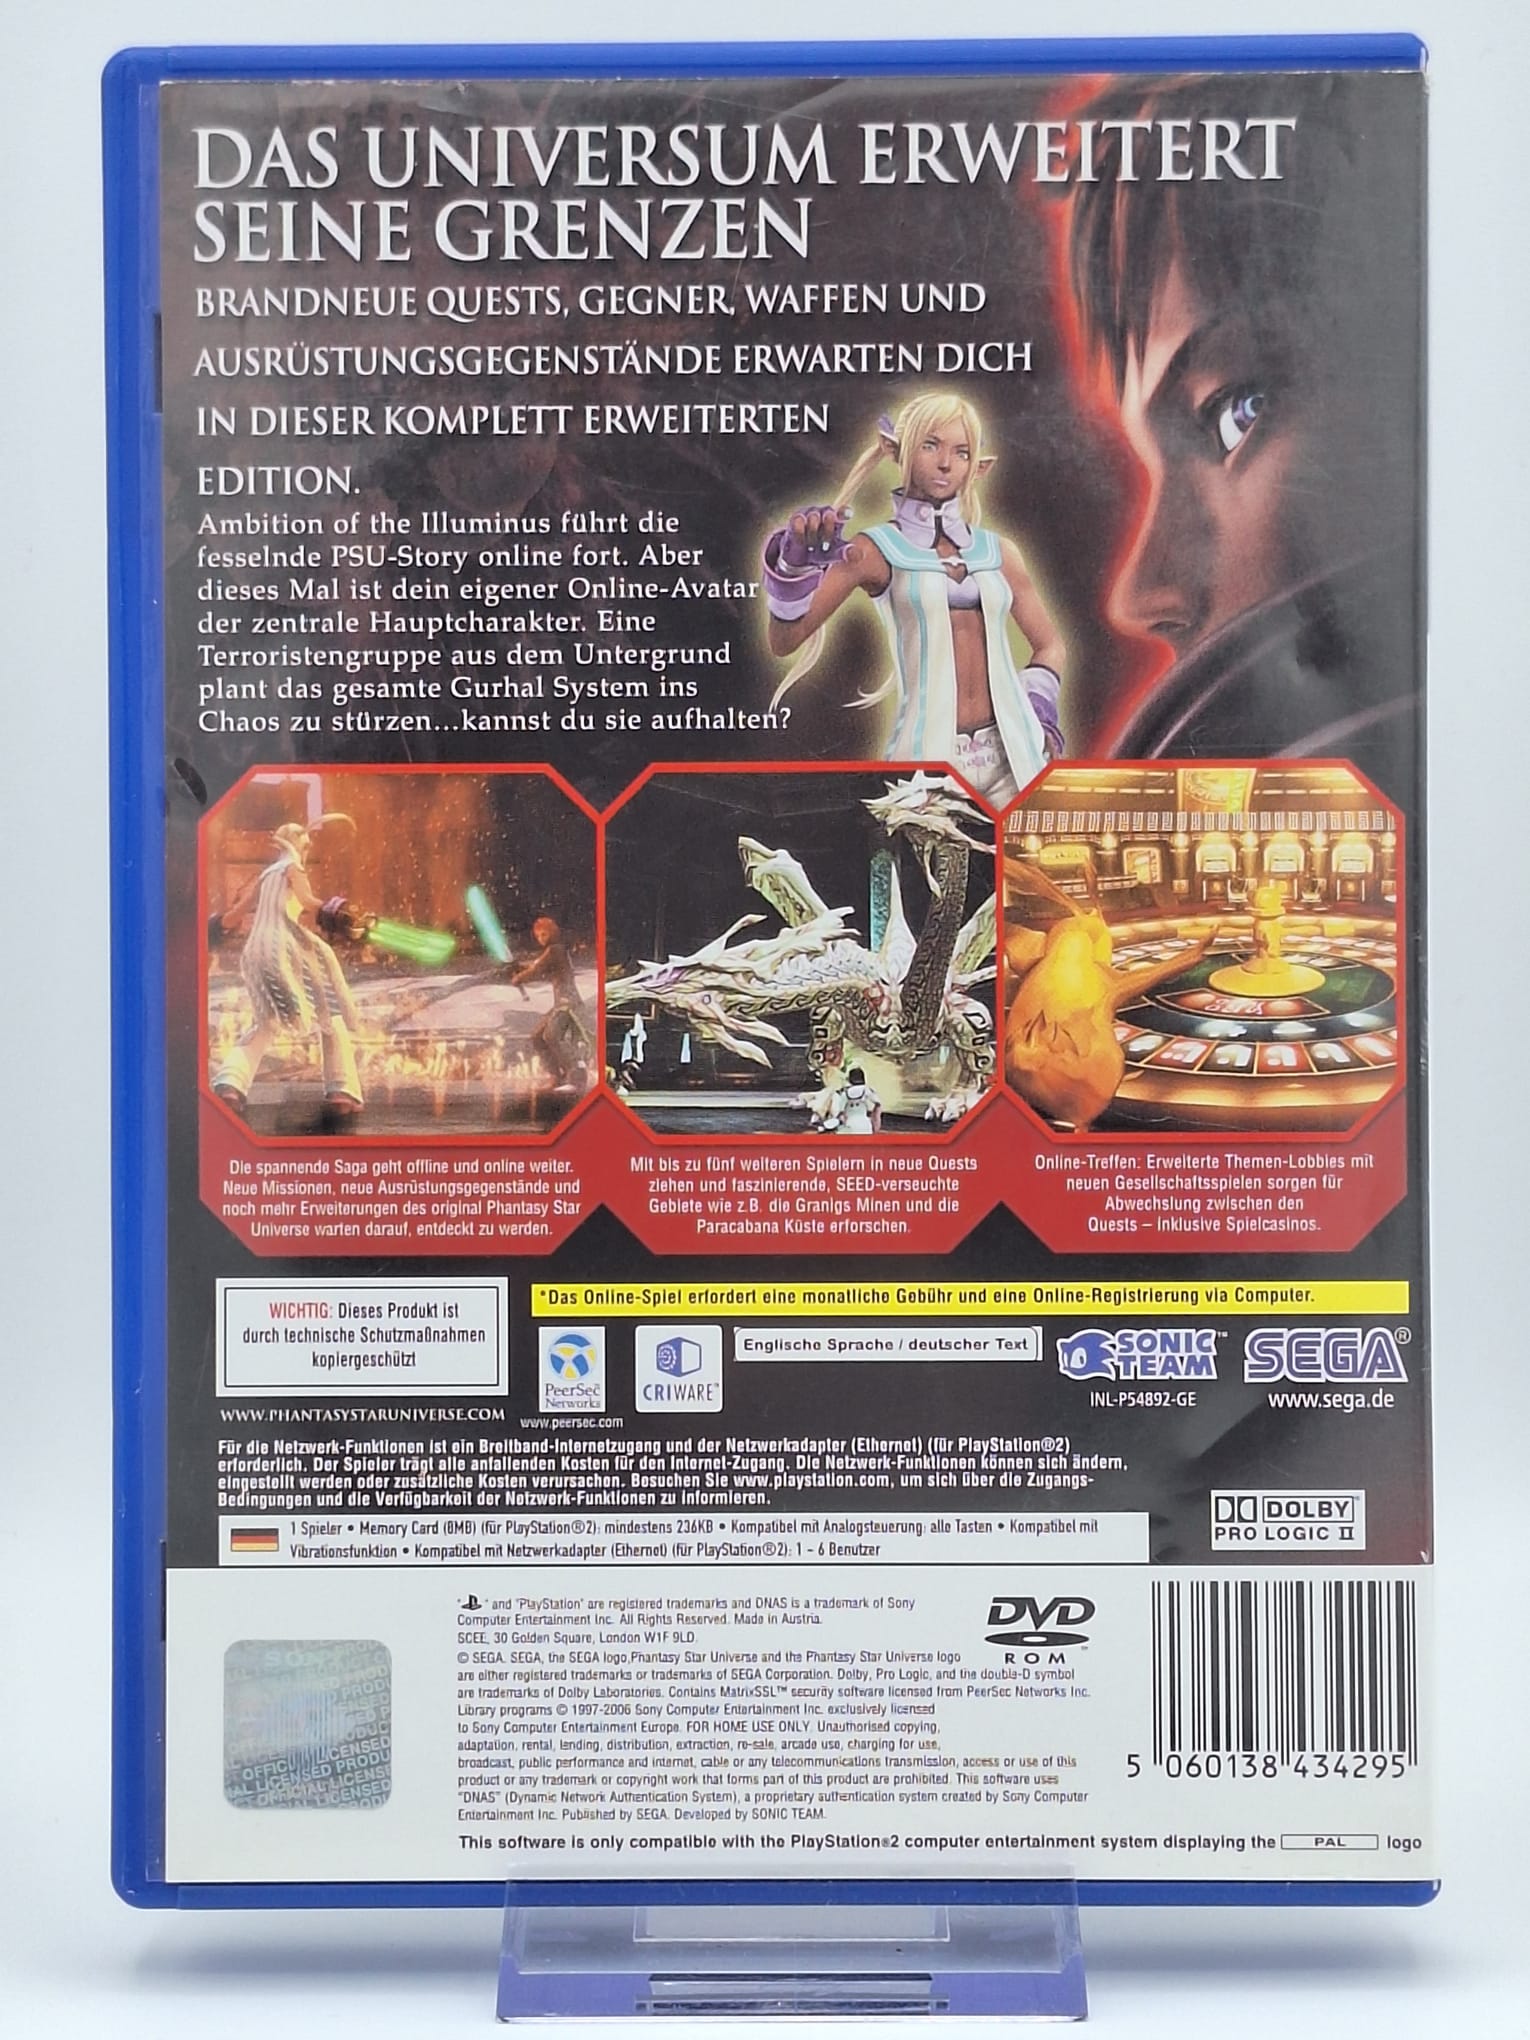 DAS UNIVERSUM ERWEITERT
SEINE GRENZEN
BRANDNEUE QUESTS, GEGNER, WAFFEN UND
AUSRÜSTUNGSGEGENSTÄNDE ERWARTEN DICH
IN DIESER KOMPLETT ERWEITERTEN
EDITION.
Ambition of the Illuminus führt die
fesselnde PSU-Story online fort. Aber
dieses Mal ist dein eigener Online-Avatar
der zentrale Hauptcharakter. Eine
Terroristengruppe aus dem Untergrund
plant das gesamte Gurhal System ins
Chaos zu stürzen...kannst du sie aufhalten?
Die spannende Saga geht offline und online weiter.
Neue Missionen, neue Ausrüstungsgegenstände und
noch mehr Erweiterungen des original Phantasy Star
Universe warten darauf, entdeckt zu werden.
Mit bis zu fünf weiteren Spielern in neue Quests
ziehen und faszinierende, SEED-verseuchte
Gebiete wie z.B. die Granigs Minen und die
Paracabana Küste erforschen.
Online-Treffen: Erweiterte Themen-Lobbies mit
neuen Gesellschaftsspielen sorgen für
Abwechslung zwischen den
Quests – inklusive Spielcasinos.
WICHTIG: Dieses Produkt ist
durch technische Schutzmaßnahmen
kopiergeschützt
*Das Online-Spiel erfordert eine monatliche Gebühr und eine Online-Registrierung via Computer.
PeerSec
Networks
www.peersec.com
CRIWARE™
Englische Sprache / deutscher Text
SONIC
TEAM™
INL-P54892-GE
SEGA®
www.sega.de
WWW.PHANTASYSTARUNIVERSE.COM
Für die Netzwerk-Funktionen ist ein Breitband-Internetzugang und der Netzwerkadapter (Ethernet) (für PlayStation®2)
erforderlich. Der Spieler trägt alle anfallenden Kosten für den Internet-Zugang. Die Netzwerk-Funktionen können sich ändern,
eingestellt werden oder zusätzliche Kosten verursachen. Besuchen Sie www.playstation.com, um sich über die Zugangs-
Bedingungen und die Verfügbarkeit der Netzwerk-Funktionen zu informieren.
1 Spieler • Memory Card (8MB) (für PlayStation®2): mindestens 236KB • Kompatibel mit Analogsteuerung: alle Tasten • Kompatibel mit
Vibrationsfunktion • Kompatibel mit Netzwerkadapter (Ethernet) (für PlayStation®2): 1 – 6 Benutzer
DOLBY
PRO LOGIC II
" " and "PlayStation" are registered trademarks and DNAS is a trademark of Sony
Computer Entertainment Inc. All Rights Reserved. Made in Austria.
SCEE, 30 Golden Square, London W1F 9LD.
© SEGA. SEGA, the SEGA logo,Phantasy Star Universe and the Phantasy Star Universe logo
are either registered trademarks or trademarks of SEGA Corporation. Dolby, Pro Logic, and the double-D symbol
are trademarks of Dolby Laboratories. Contains MatrixSSL™ security software licensed from PeerSec Networks Inc.
Library programs © 1997-2006 Sony Computer Entertainment Inc. exclusively licensed
to Sony Computer Entertainment Europe. FOR HOME USE ONLY. Unauthorised copying,
adaptation, rental, lending, distribution, extraction, re-sale, arcade use, charging for use,
broadcast, public performance and internet, cable or any telecommunications transmission, access or use of this
product or any trademark or copyright work that forms part of this product are prohibited. This software uses
"DNAS" (Dynamic Network Authentication System), a proprietary authentication system created by Sony Computer
Entertainment Inc. Published by SEGA. Developed by SONIC TEAM.
DVD
ROM
5 060138 434295
OFFICIAL LICENSED
This software is only compatible with the PlayStation®2 computer entertainment system displaying the PAL logo